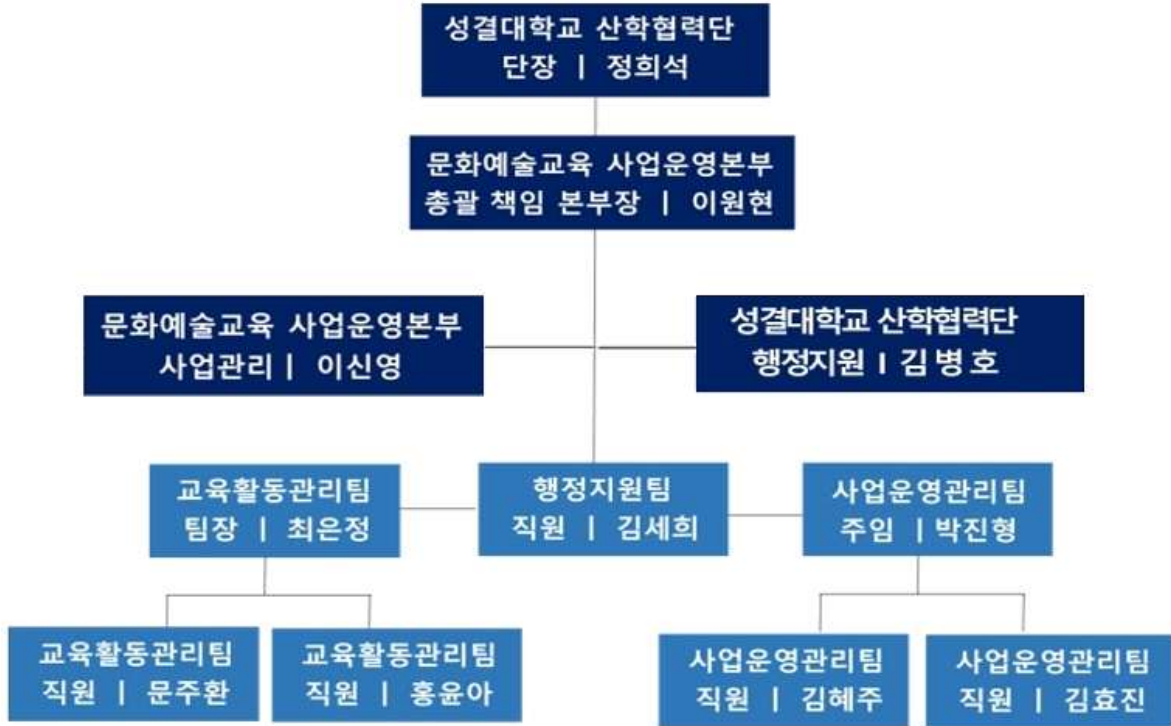 성결대학교 산학협력단
단장 | 정희석
문화예술교육 사업운영본부
총괄 책임 본부장 | 이원현
문화예술교육 사업운영본부
사업관리 | 이신영
성결대학교 산학협력단
행정지원 I 김 병 호
교육활동관리팀
팀장 | 최은정
행정지원팀
직원 | 김세희
사업운영관리팀
주임 | 박진형
교육활동관리팀
직원 | 문주환
교육활동관리팀
직원 | 홍윤아
사업운영관리팀
직원 | 김혜주
사업운영관리팀
직원 | 김효진